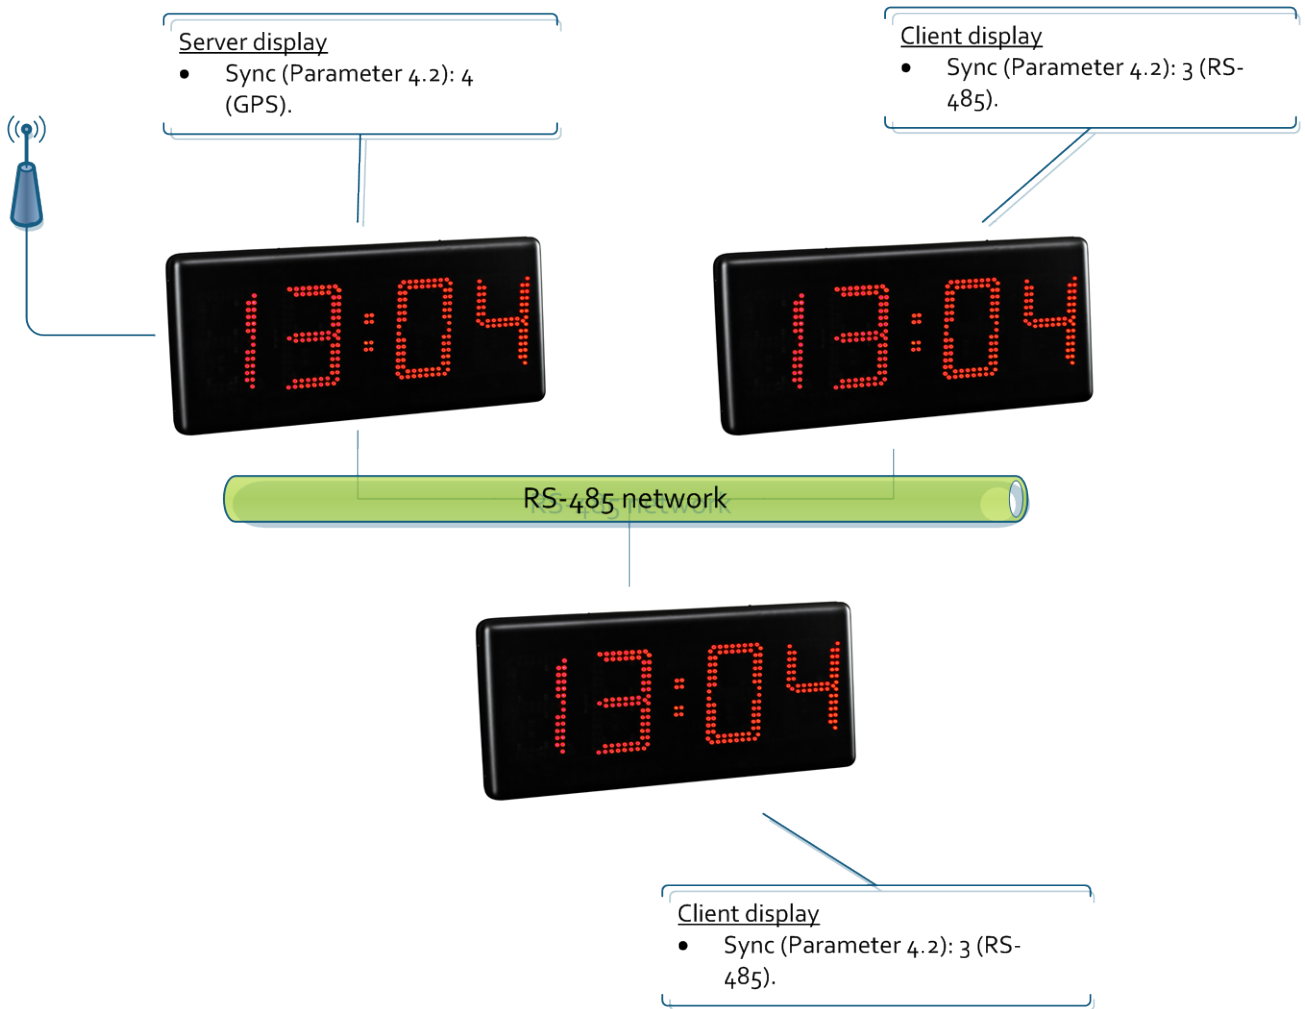 Server display
• Sync (Parameter 4.2): 4
(GPS).
Client display
• Sync (Parameter 4.2): 3 (RS-
485).
13:04
13:04
RS-485 network
13:04
Client display
• Sync (Parameter 4.2): 3 (RS-
485).